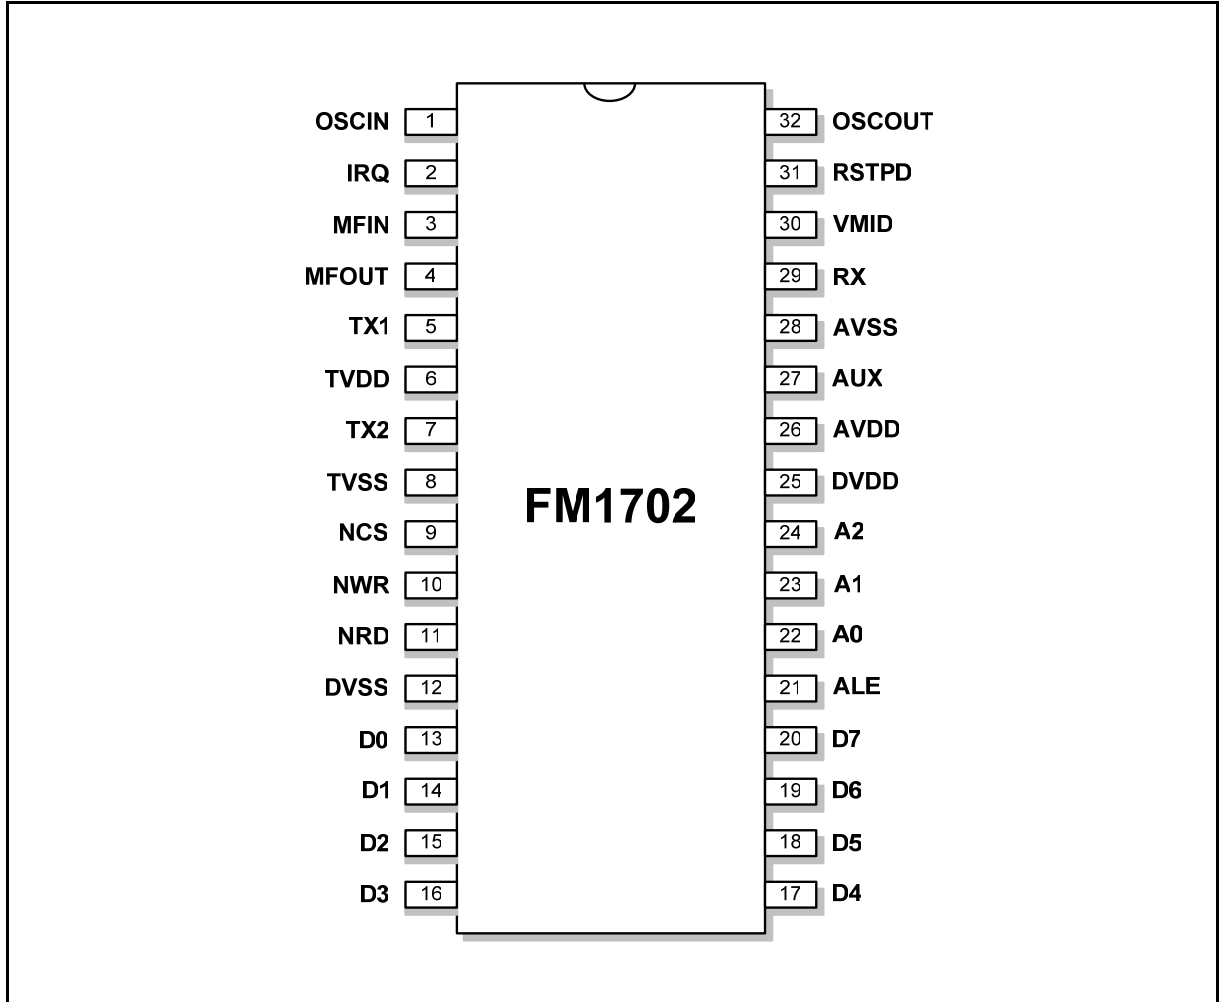 OSCIN 1 32 OSCOUT
IRQ 2 31 RSTPD
MFIN 3 30 VMID
MFOUT 4 29 RX
TX1 5 28 AVSS
TVDD 6 27 AUX
TX2 7 26 AVDD
TVSS 8 25 DVDD
FM1702
NCS 9 24 A2
NWR 10 23 A1
NRD 11 22 A0
DVSS 12 21 ALE
D0 13 20 D7
D1 14 19 D6
D2 15 18 D5
D3 16 17 D4